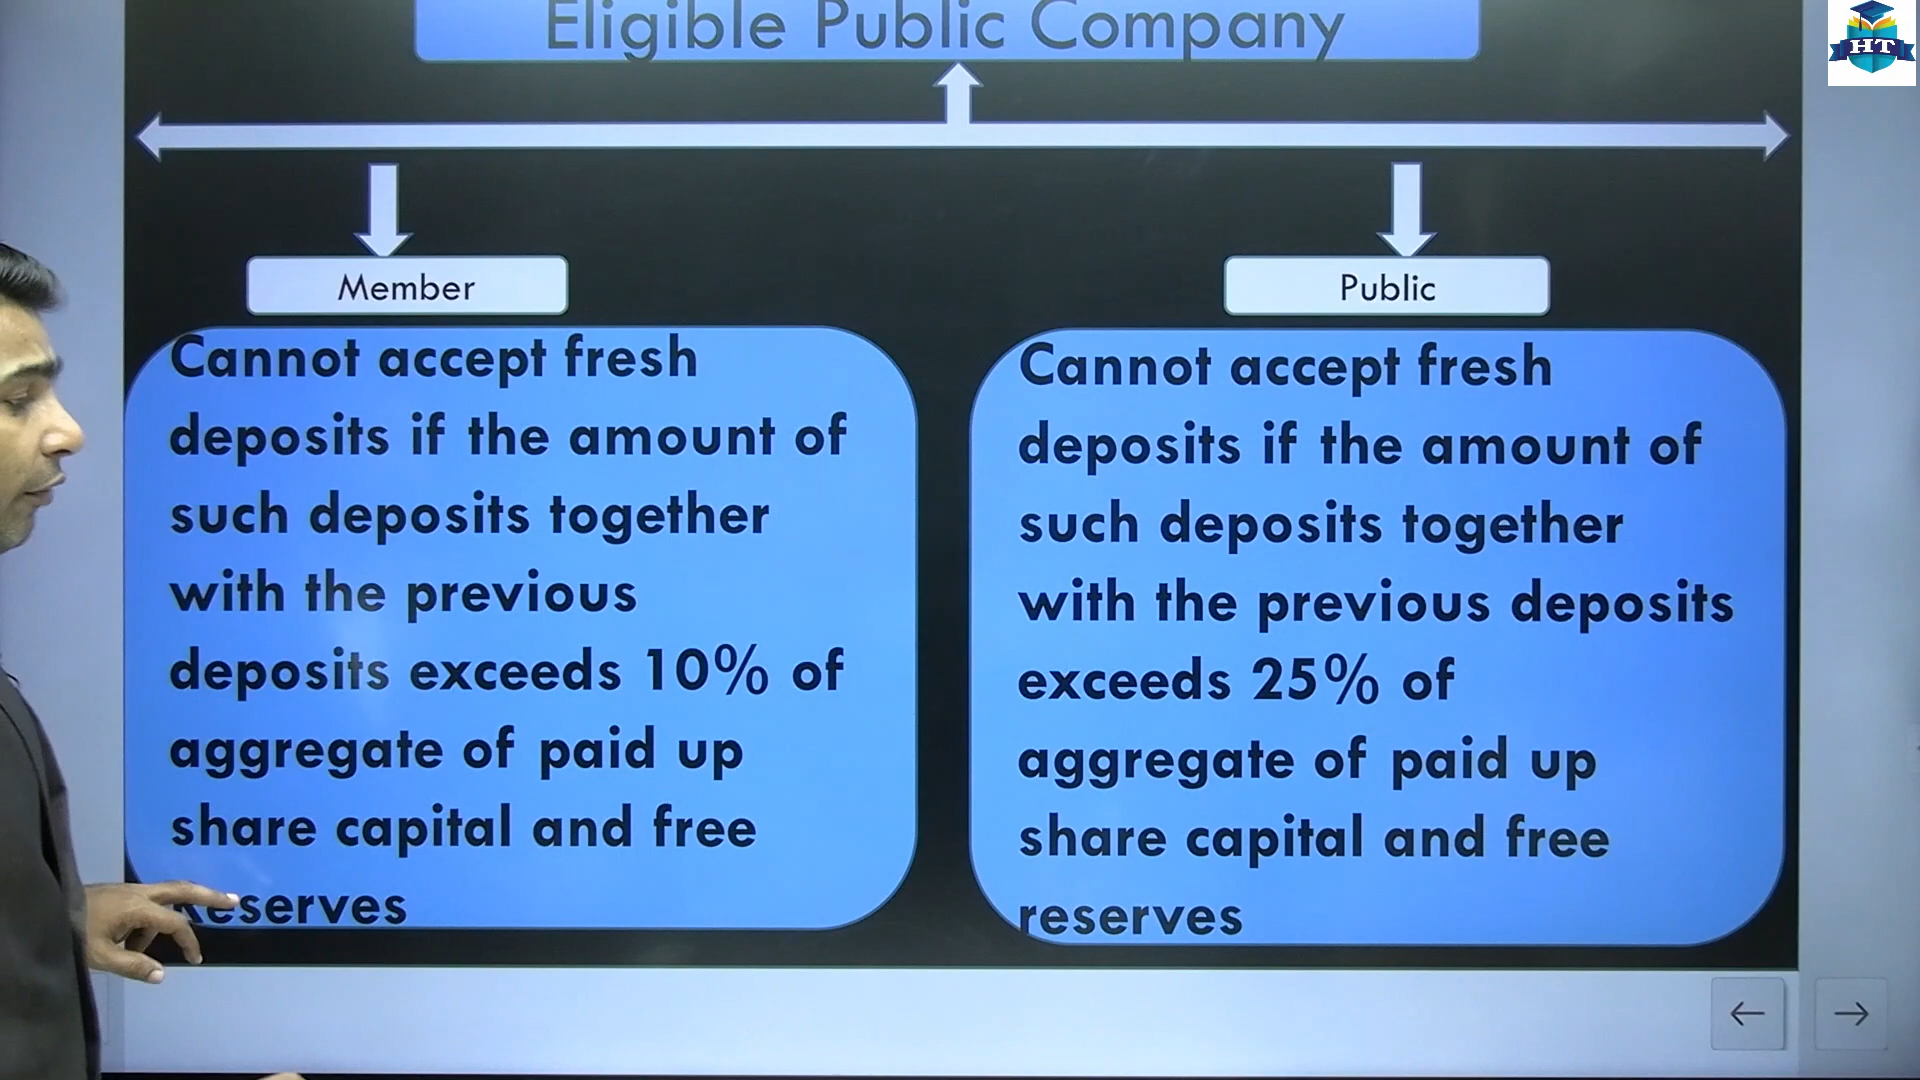 Eligible Public Company
HT
Member
Public
Cannot accept fresh
deposits if the amount of
such deposits together
with the previous
deposits exceeds 10% of
aggregate of paid up
share capital and free
Reserves
Cannot accept fresh
deposits if the amount of
such deposits together
with the previous deposits
exceeds 25% of
aggregate of paid up
share capital and free
reserves